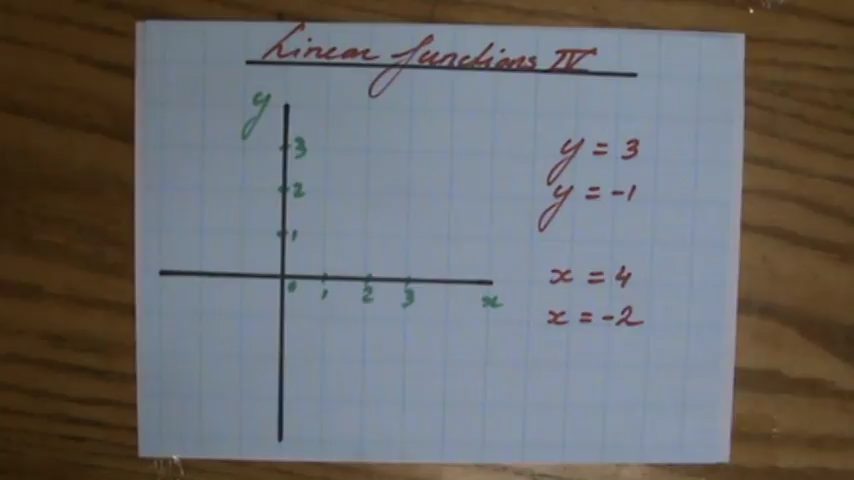 Linear functions IV
y
3
2
1
0 1 2 3 x
y = 3
y = -1
x = 4
x = -2